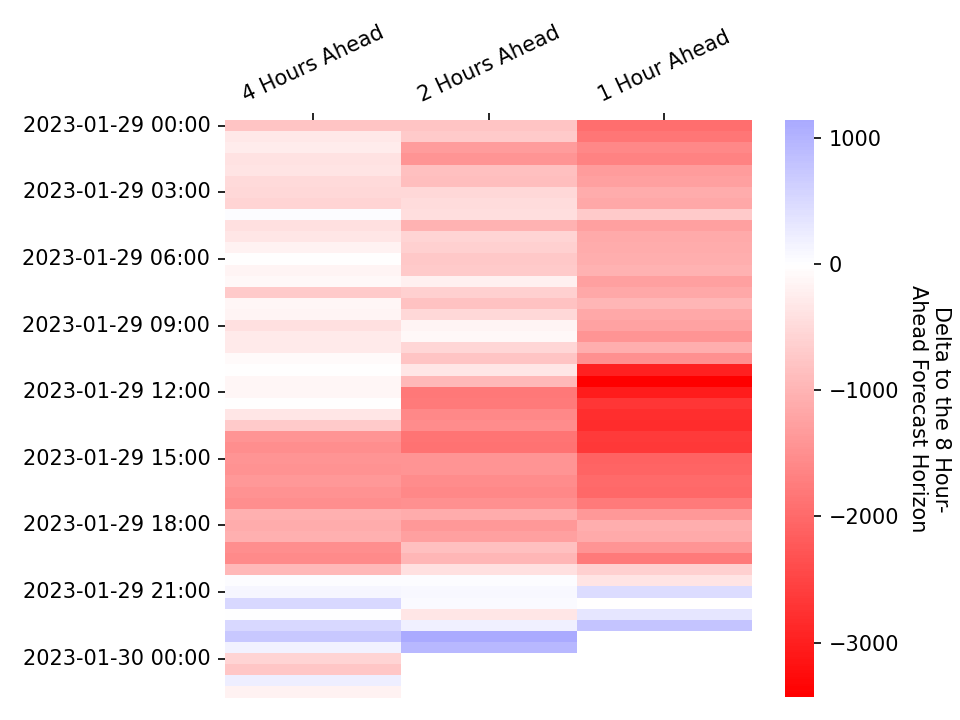 4 Hours Ahead
2 Hours Ahead
1 Hour Ahead
2023-01-29 00:00
2023-01-29 03:00
2023-01-29 06:00
2023-01-29 09:00
2023-01-29 12:00
2023-01-29 15:00
2023-01-29 18:00
2023-01-29 21:00
2023-01-30 00:00
1000
0
−1000
−2000
−3000
Delta to the 8 Hour-
Ahead Forecast Horizon